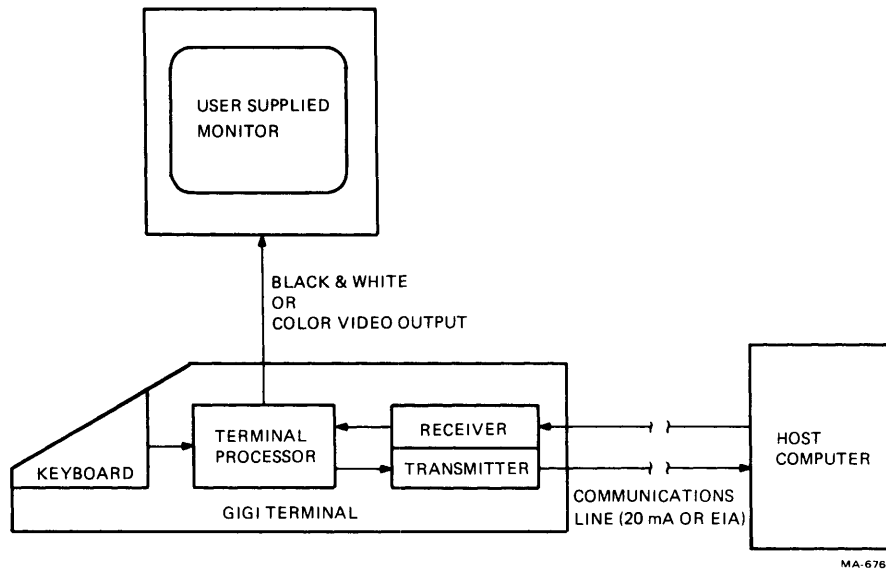 USER SUPPLIED
MONITOR
BLACK & WHITE
OR
COLOR VIDEO OUTPUT
KEYBOARD
TERMINAL
PROCESSOR
RECEIVER
TRANSMITTER
GIGI TERMINAL
HOST
COMPUTER
COMMUNICATIONS
LINE (20 mA OR EIA)
MA-676